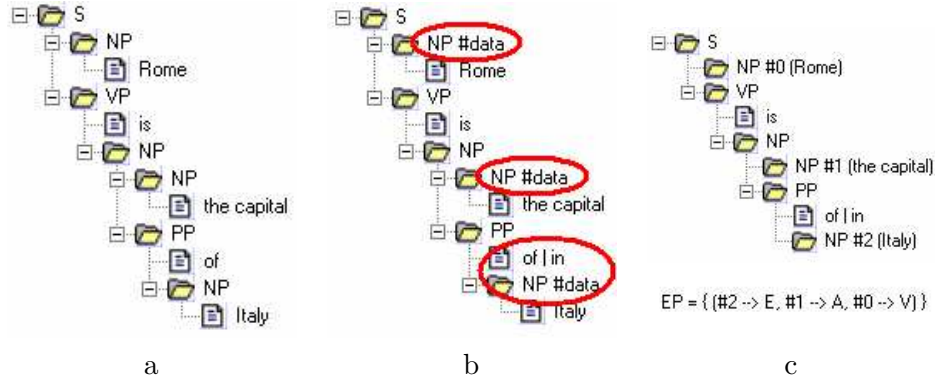 S
NP
Rome
VP
is
NP
NP
the capital
PP
of
NP
Italy
a
S
NP #data
Rome
VP
is
NP
NP #data
the capital
PP
of | in
NP #data
Italy
b
S
NP #0 (Rome)
VP
is
NP
NP #1 (the capital)
PP
of | in
NP #2 (Italy)
EP = { (#2 --> E, #1 --> A, #0 --> V) }
c